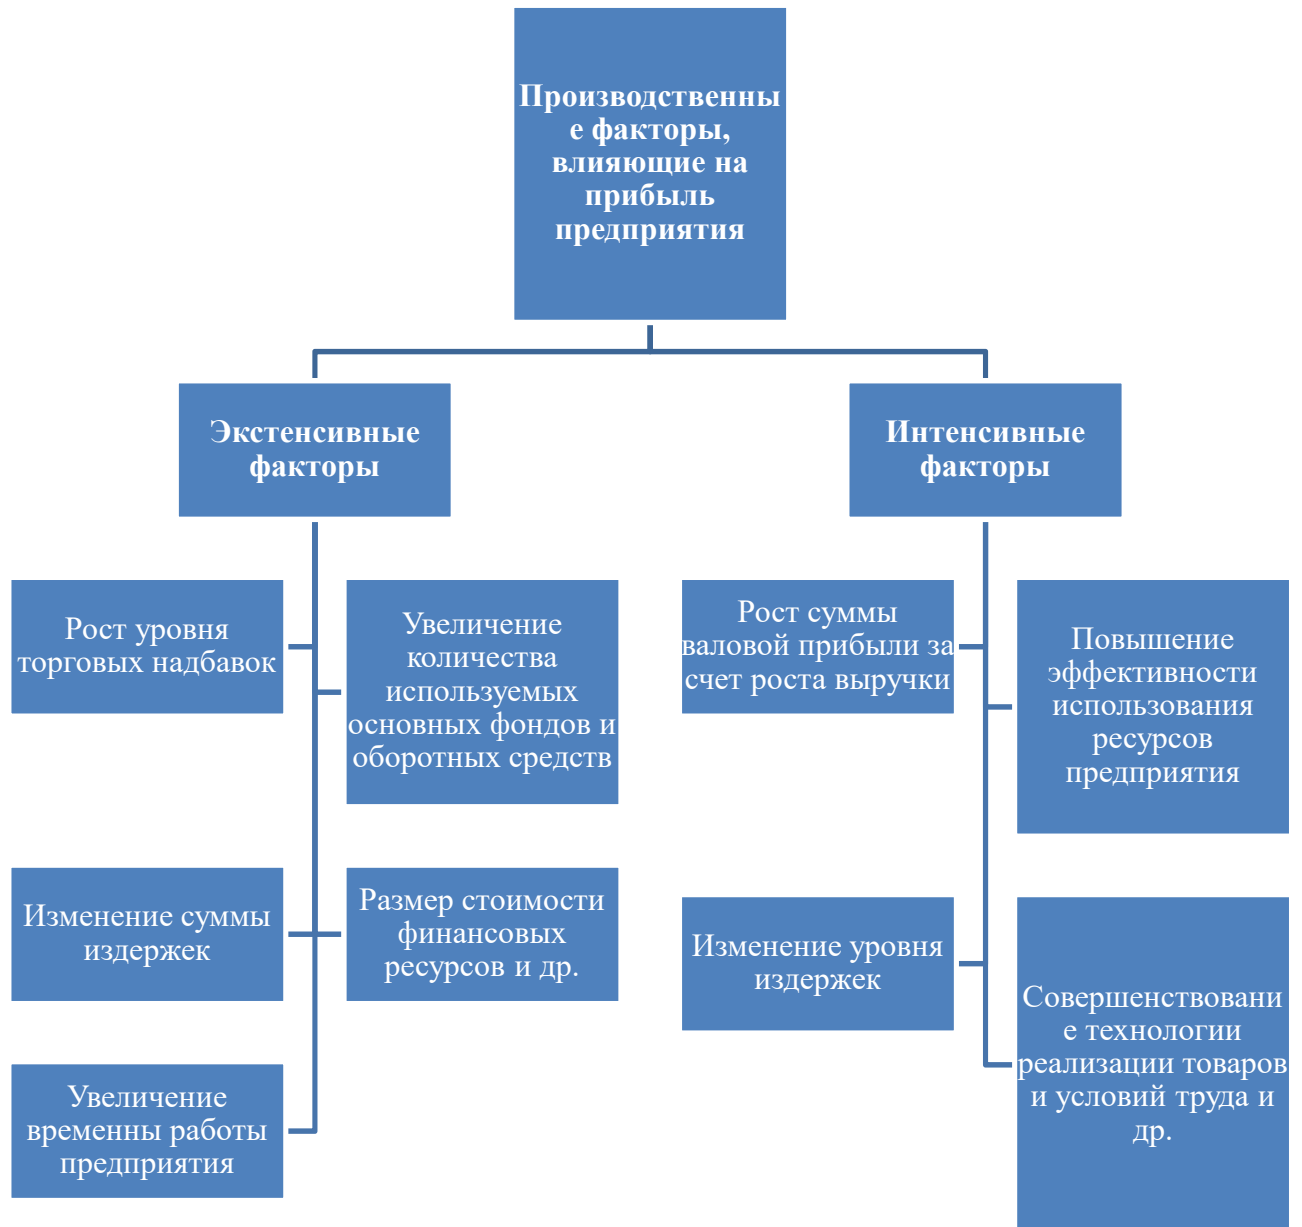 Производственны
е факторы,
влияющие на
прибыль
предприятия
Экстенсивные
факторы
Интенсивные
факторы
Рост уровня
торговых надбавок
Увеличение
количества
используемых
основных фондов и
оборотных средств
Изменение суммы
издержек
Размер стоимости
финансовых
ресурсов и др.
Увеличение
временны работы
предприятия
Рост суммы
валовой прибыли за
счет роста выручки
Повышение
эффективности
использования
ресурсов
предприятия
Изменение уровня
издержек
Совершенствовани
е технологии
реализации товаров
и условий труда и
др.